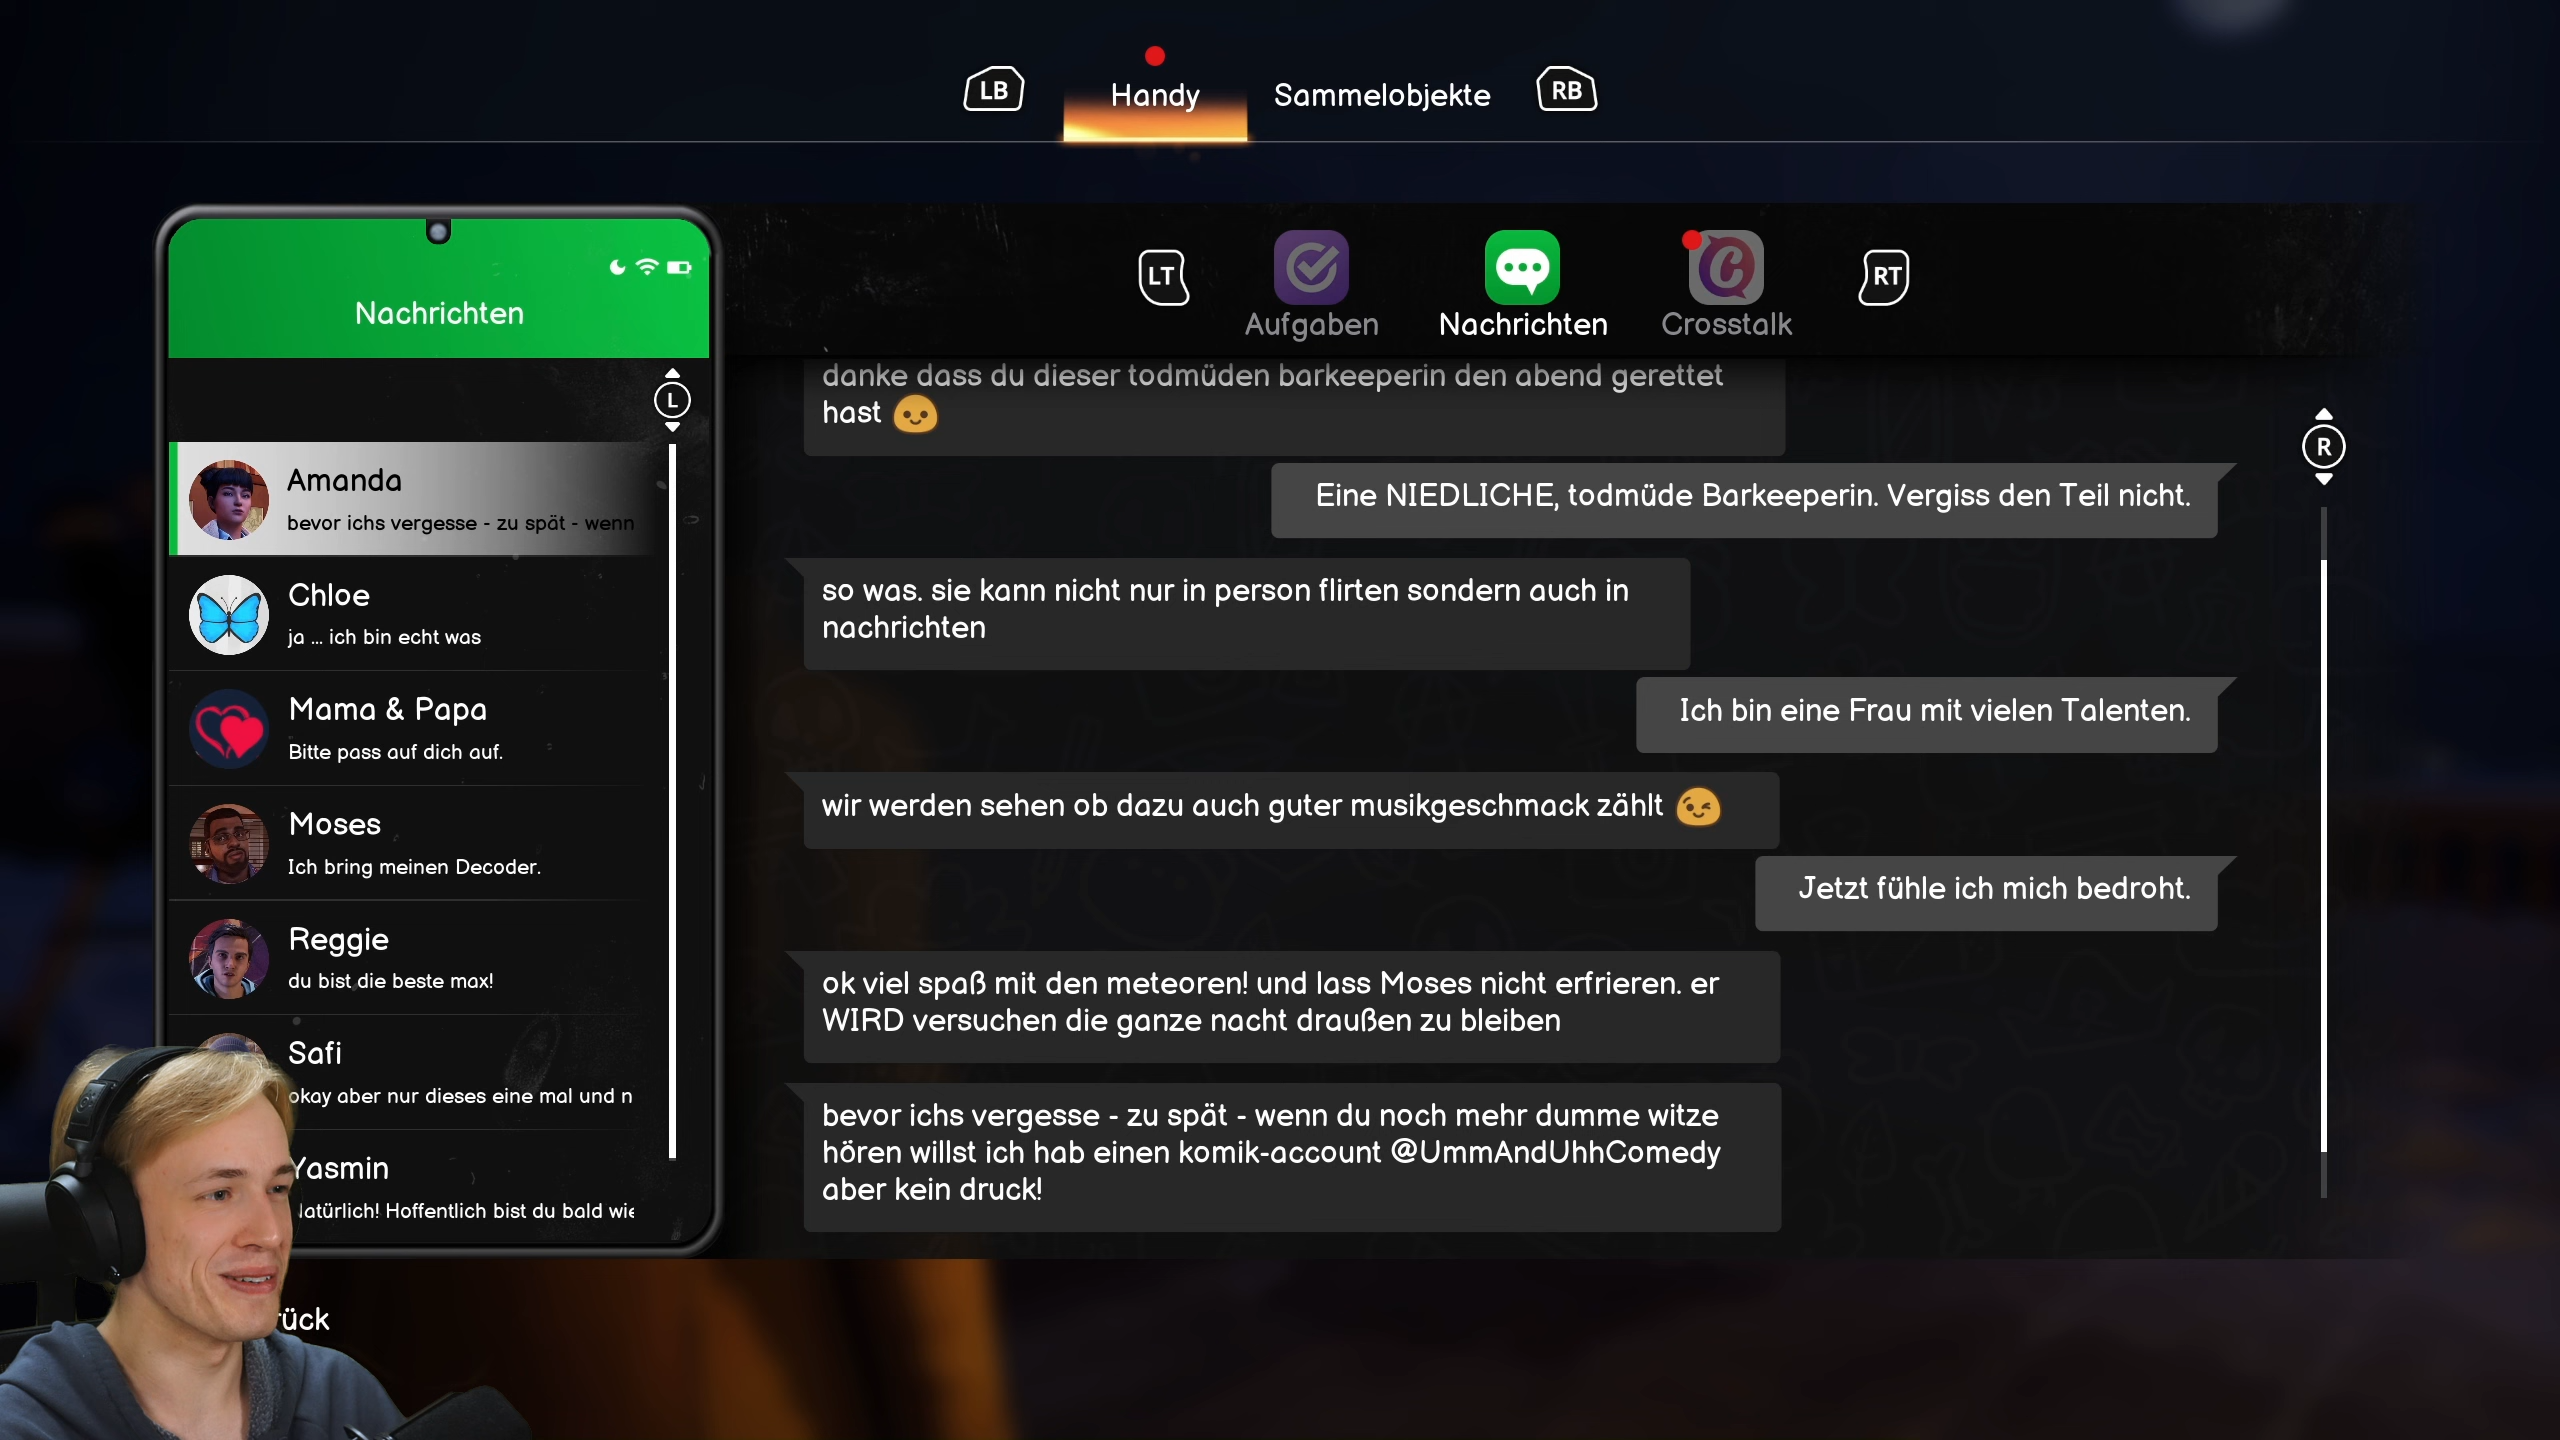 LB
Handy
Sammelobjekte
RB
Nachrichten
LT
Aufgaben
Nachrichten
Crosstalk
RT
L
Amanda
bevor ichs vergesse - zu spät - wenn
Chloe
ja ... ich bin echt was
Mama & Papa
Bitte pass auf dich auf.
Moses
Ich bring meinen Decoder.
Reggie
du bist die beste max!
Safi
okay aber nur dieses eine mal und n
Yasmin
Hoffentlich bist du bald
danke dass du dieser todmüden barkeeperin den abend gerettet
hast
Eine NIEDLICHE, todmüde Barkeeperin. Vergiss den Teil nicht.
so was. sie kann nicht nur in person flirten sondern auch in
nachrichten
Ich bin eine Frau mit vielen Talenten.
wir werden sehen ob dazu auch guter musikgeschmack zählt
Jetzt fühle ich mich bedroht.
ok viel spaß mit den meteoren! und lass Moses nicht erfrieren. er
WIRD versuchen die ganze nacht draußen zu bleiben
bevor ichs vergesse - zu spät - wenn du noch mehr dumme witze
hören willst ich hab einen komik-account @UmmAndUhhComedy
aber kein druck!
R